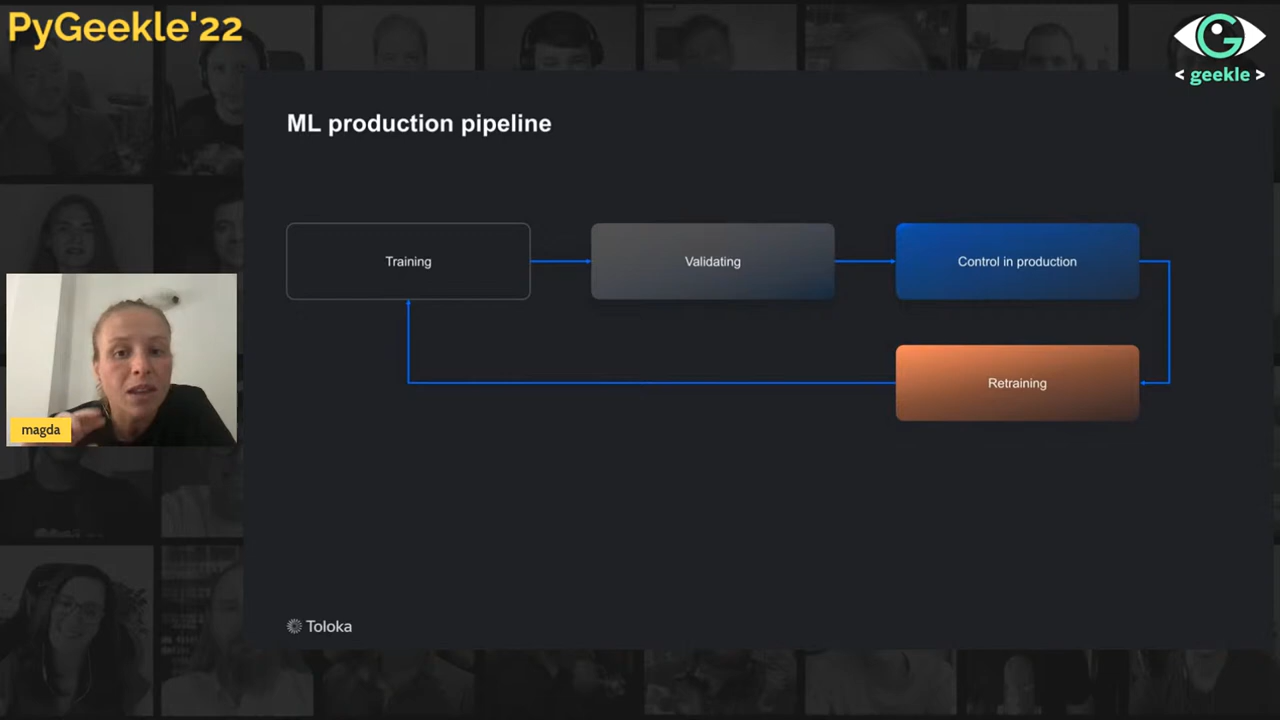 PyGeekle'22
< geekle >
ML production pipeline
Training
Validating
Control in production
Retraining
magda
Toloka